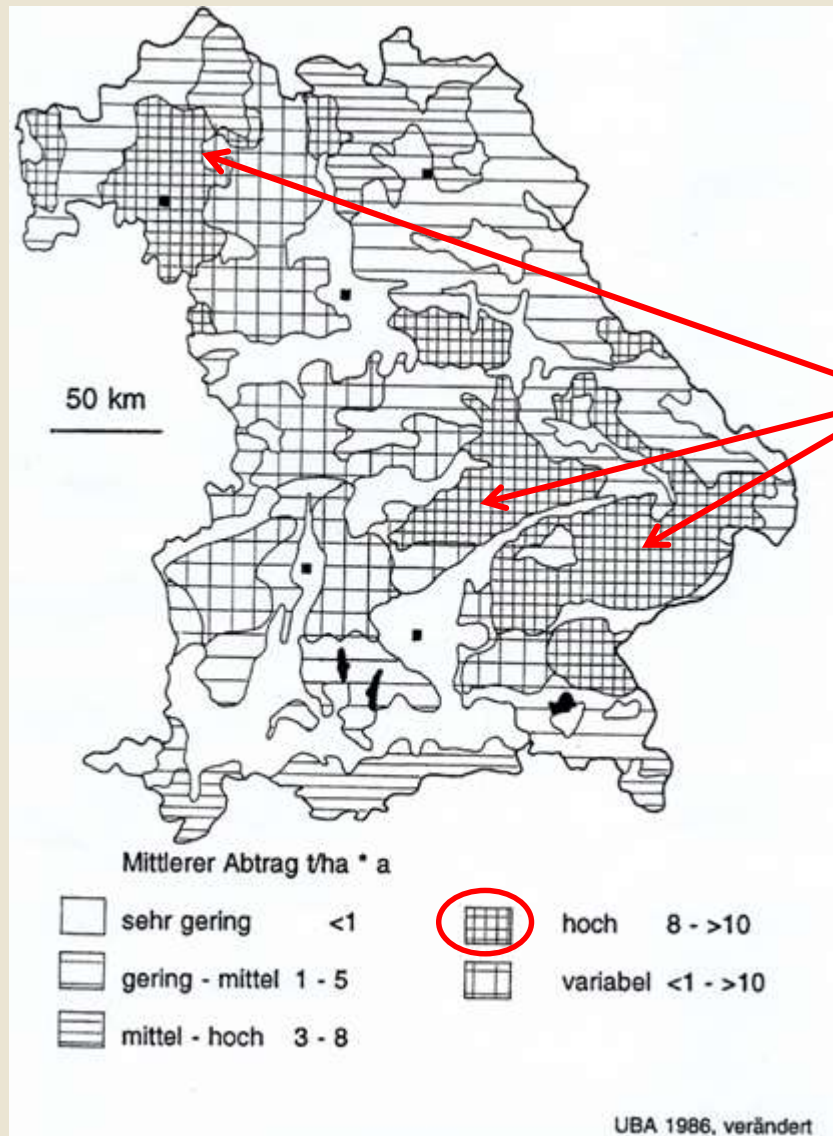 50 km
Mittlerer Abtrag t/ha * a
sehr gering <1
gering - mittel 1 - 5
mittel - hoch 3 - 8
hoch 8 - >10
variabel <1 - >10
UBA 1986, verändert